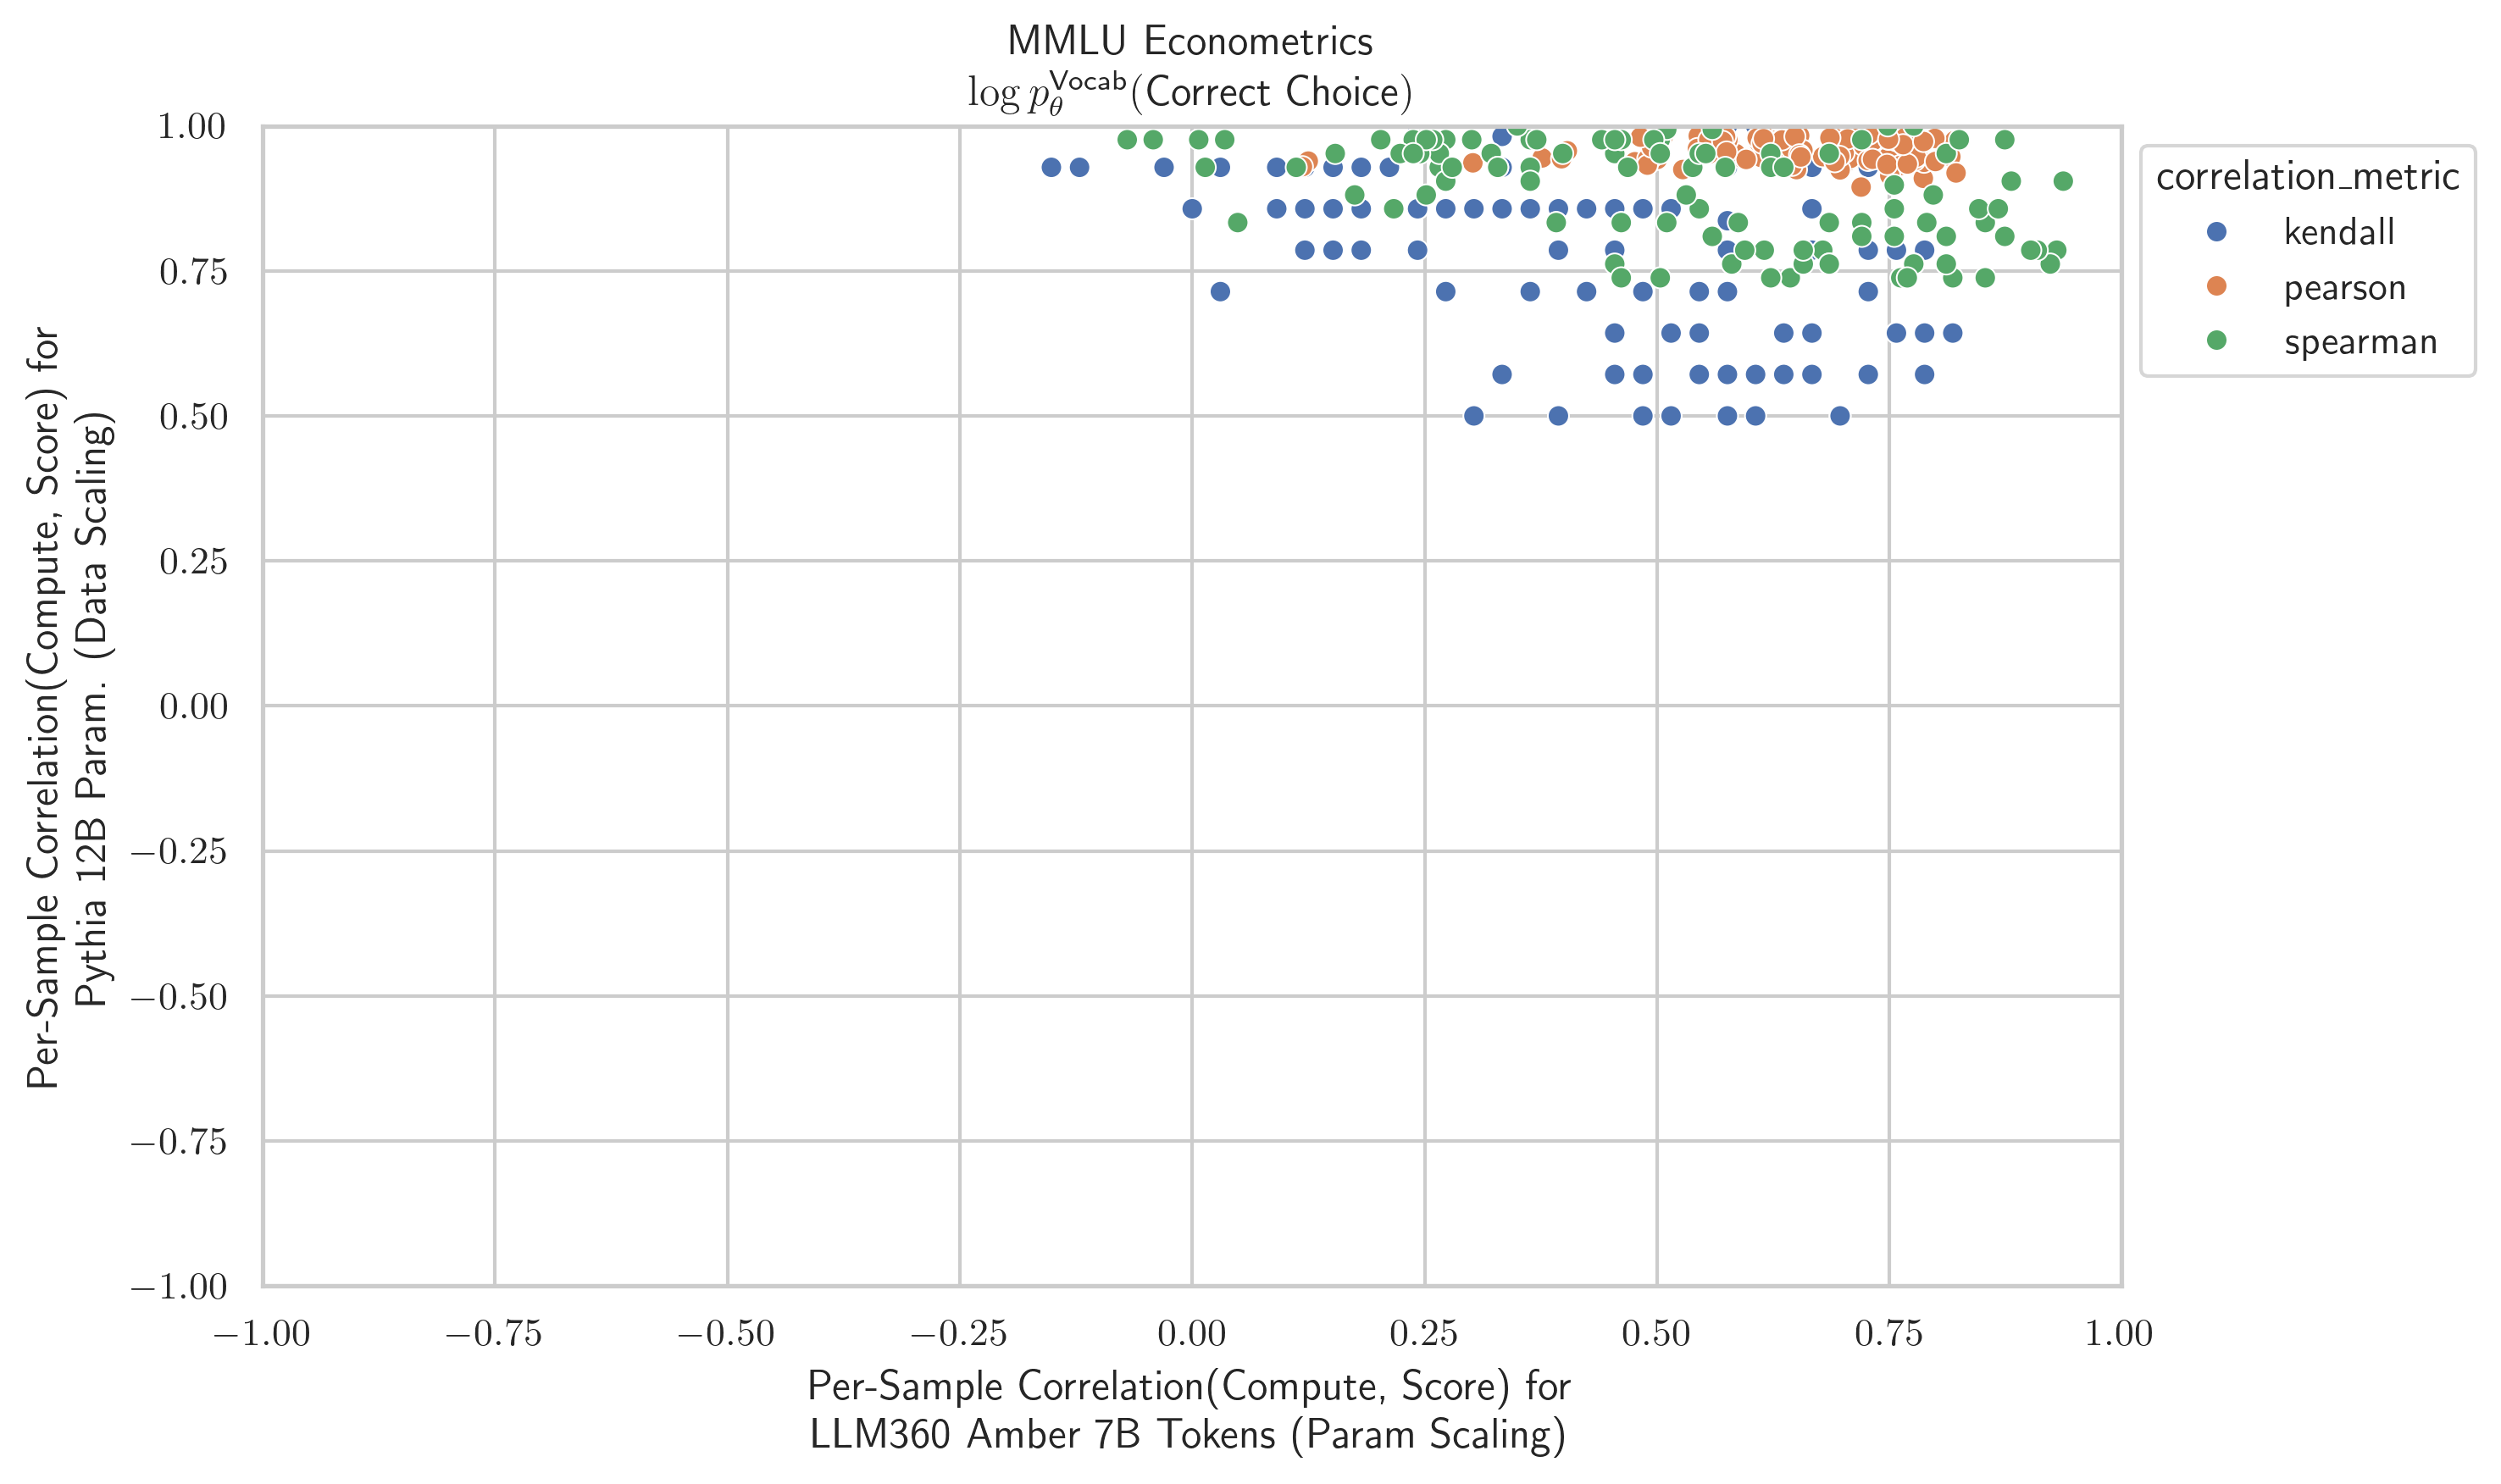 MMLU Econometrics
log p_θ^Vocab(Correct Choice)
1.00
0.75
0.50
0.25
0.00
−0.25
−0.50
−0.75
−1.00
Per-Sample Correlation(Compute, Score) for
Pythia 12B Param. (Data Scaling)
correlation_metric
kendall
pearson
spearman
−1.00 −0.75 −0.50 −0.25 0.00 0.25 0.50 0.75 1.00
Per-Sample Correlation(Compute, Score) for
LLM360 Amber 7B Tokens (Param Scaling)